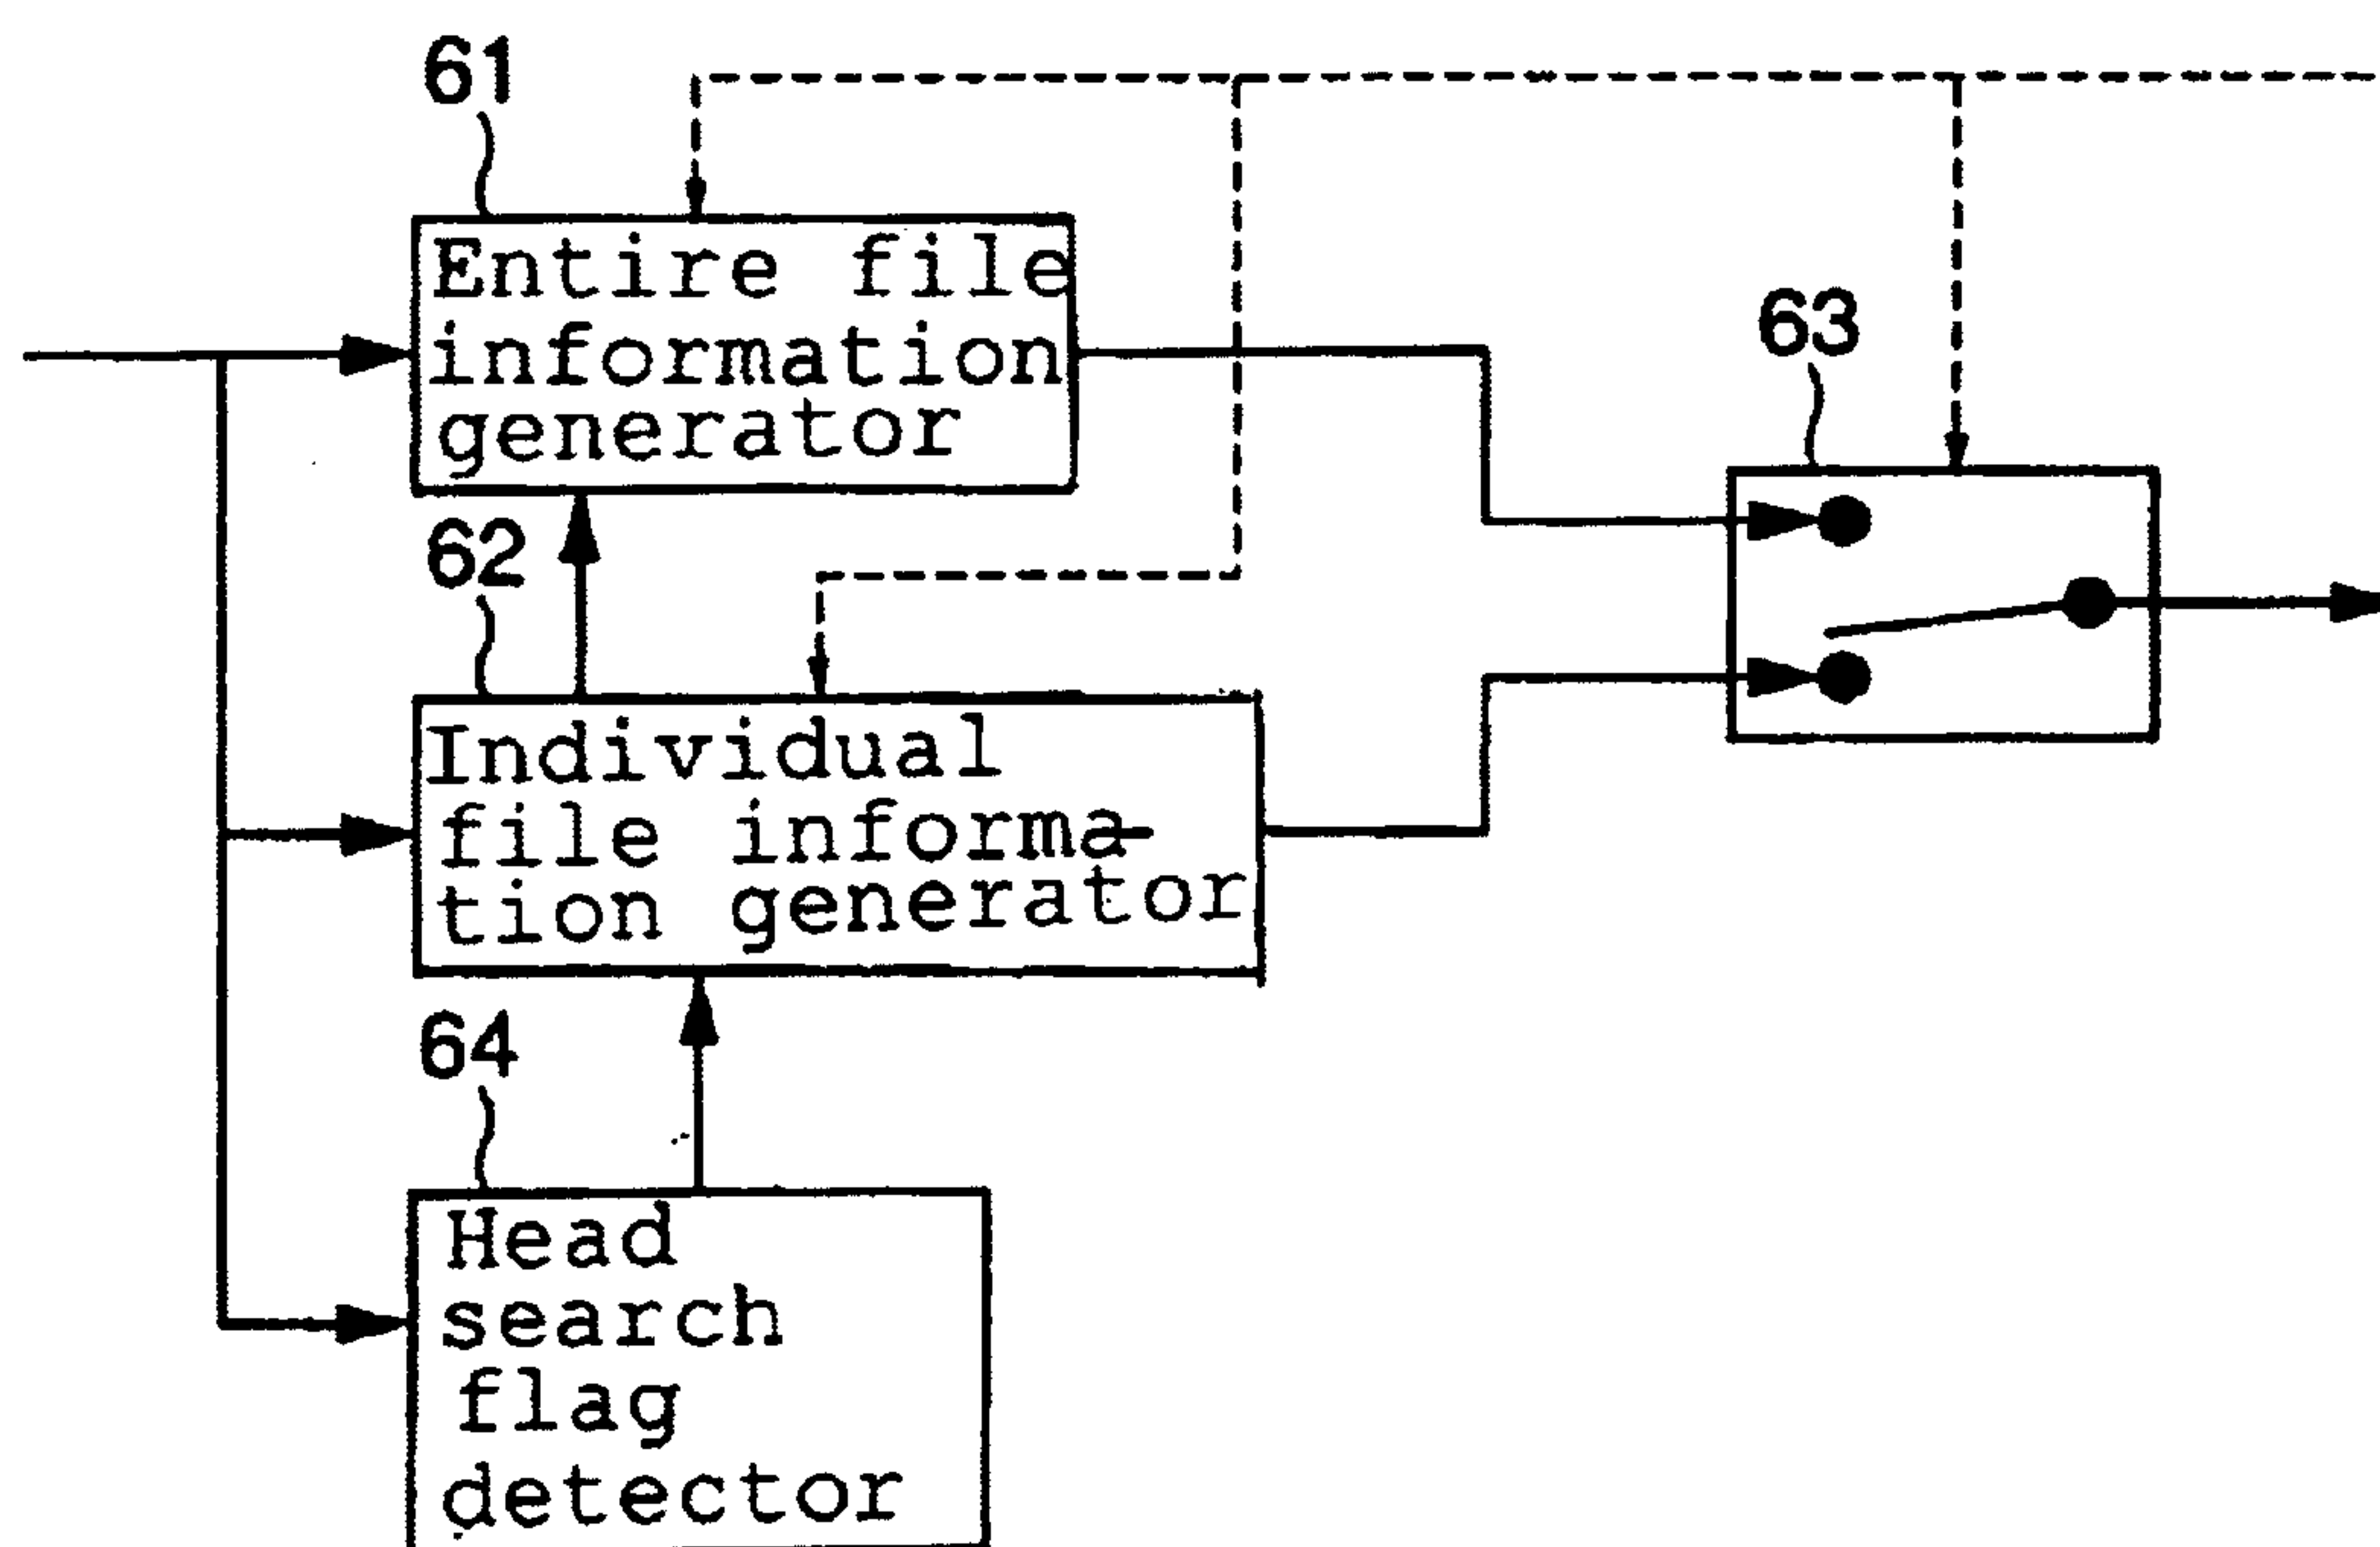 61
Entire file
information
generator
63
62
Individual
file informa-
tion generator
64
Head
search
flag
detector